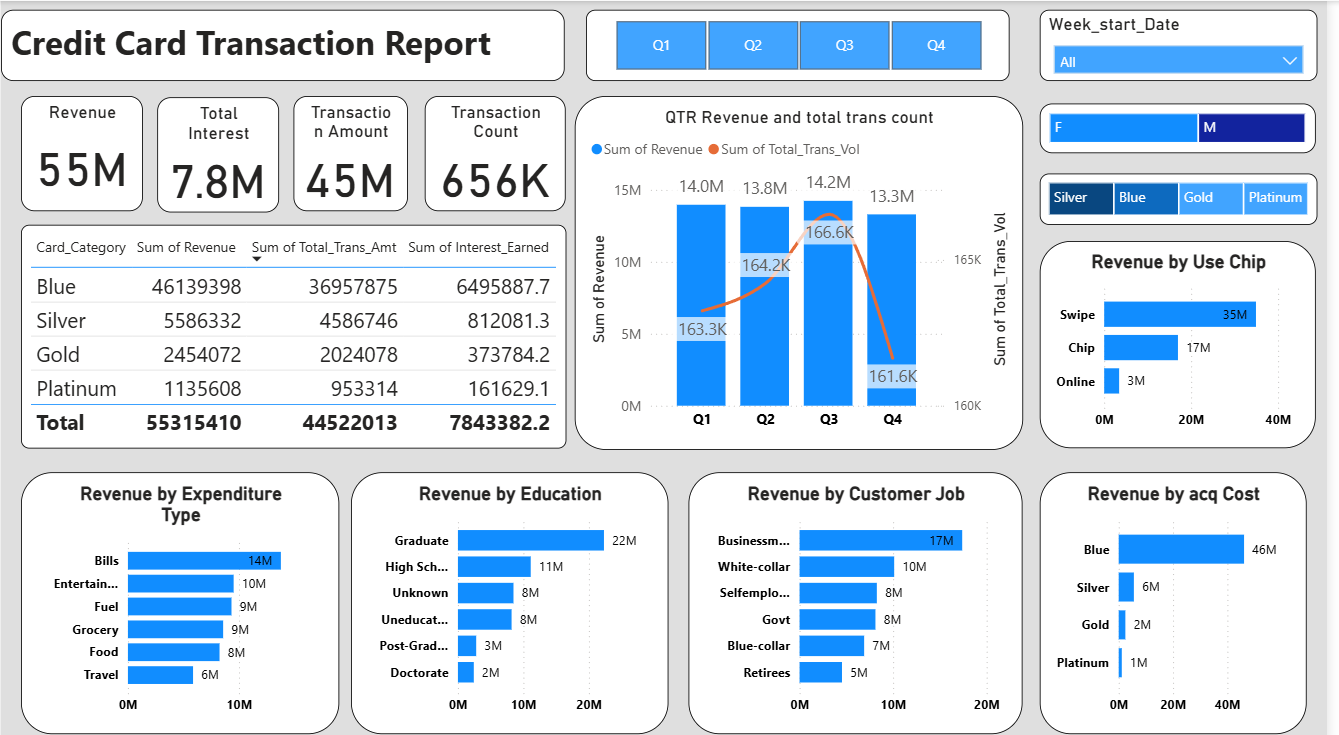 Credit Card Transaction Report
Q1 Q2 Q3 Q4
Week_start_Date
All
F M
Silver Blue Gold Platinum
Revenue
55M
Total
Interest
7.8M
Transactio
n Amount
45M
Transaction
Count
656K
Card_Category Sum of Revenue Sum of Total_Trans_Amt Sum of Interest_Earned
Blue 46139398 36957875 6495887.7
Silver 5586332 4586746 812081.3
Gold 2454072 2024078 373784.2
Platinum 1135608 953314 161629.1
Total 55315410 44522013 7843382.2
QTR Revenue and total trans count
Sum of Revenue Sum of Total_Trans_Vol
Sum of Revenue
15M
10M
5M
0M
14.0M 13.8M 14.2M 13.3M
163.3K 164.2K 166.6K 161.6K
Q1 Q2 Q3 Q4
165K
160K
Sum of Total_Trans_Vol
Revenue by Use Chip
Swipe 35M
Chip 17M
Online 3M
0M 20M 40M
Revenue by Expenditure
Type
Bills 14M
Entertain... 10M
Fuel 9M
Grocery 9M
Food 8M
Travel 6M
0M 10M
Revenue by Education
Graduate 22M
High Sch... 11M
Unknown 8M
Uneducat... 8M
Post-Grad... 3M
Doctorate 2M
0M 10M 20M
Revenue by Customer Job
Businessm... 17M
White-collar 10M
Selfemplo... 8M
Govt 8M
Blue-collar 7M
Retirees 5M
0M 10M 20M
Revenue by acq Cost
Blue 46M
Silver 6M
Gold 2M
Platinum 1M
0M 20M 40M